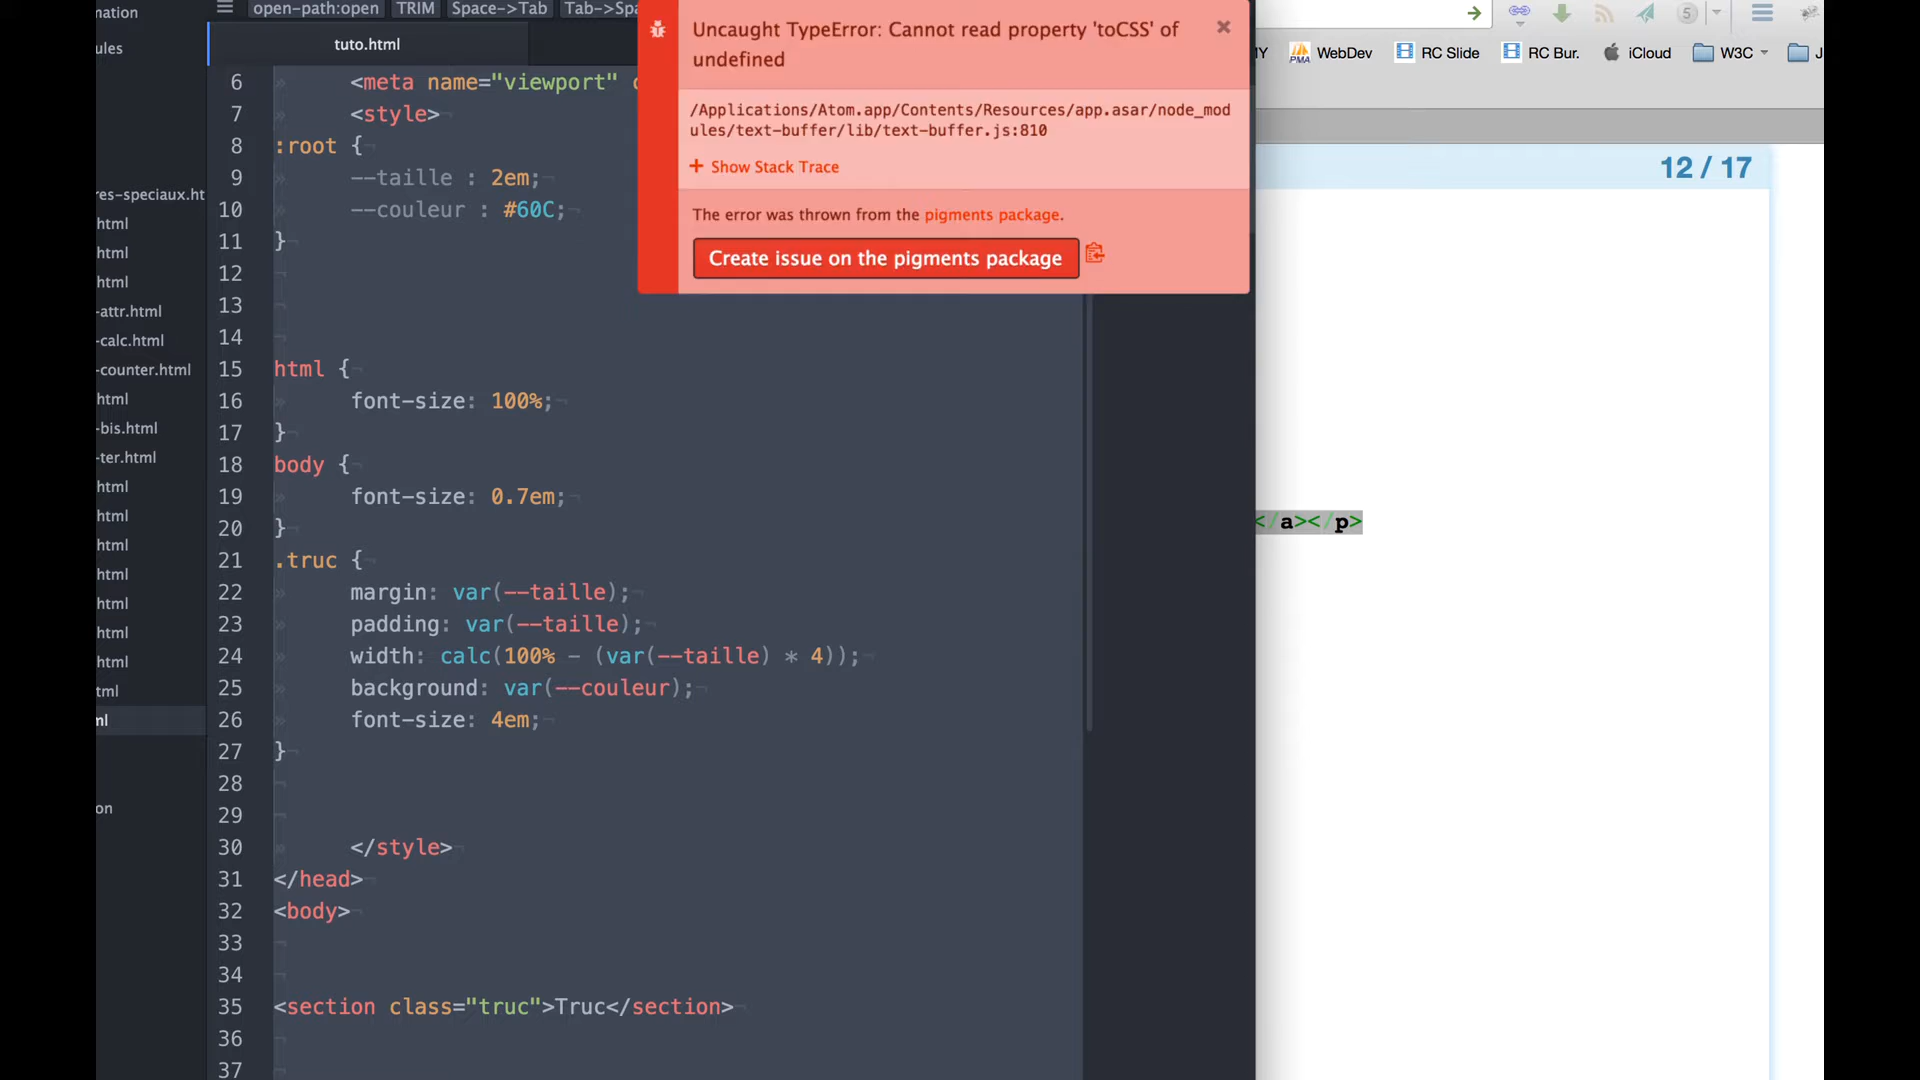 mation
ules
res-speciaux.ht
html
html
html
-attr.html
-calc.html
-counter.html
html
-bis.html
-ter.html
html
html
html
html
html
html
html
tml
ml
on
open-path:open TRIM Space->Tab Tab->Spa
tuto.html
6 <meta name="viewport" c
7 <style>
8 :root {
9 --taille : 2em;
10 --couleur : #60C;
11 }
12
13
14
15 html {
16 font-size: 100%;
17 }
18 body {
19 font-size: 0.7em;
20 }
21 .truc {
22 margin: var(--taille);
23 padding: var(--taille);
24 width: calc(100% - (var(--taille) * 4));
25 background: var(--couleur);
26 font-size: 4em;
27 }
28
29
30 </style>
31 </head>
32 <body>
33
34
35 <section class="truc">Truc</section>
36
37
Uncaught TypeError: Cannot read property 'toCSS' of
undefined
/Applications/Atom.app/Contents/Resources/app.asar/node_mod
ules/text-buffer/lib/text-buffer.js:810
+ Show Stack Trace
The error was thrown from the pigments package.
Create issue on the pigments package
5
MY PMA WebDev RC Slide RC Bur. iCloud W3C J
12 / 17
</a></p>